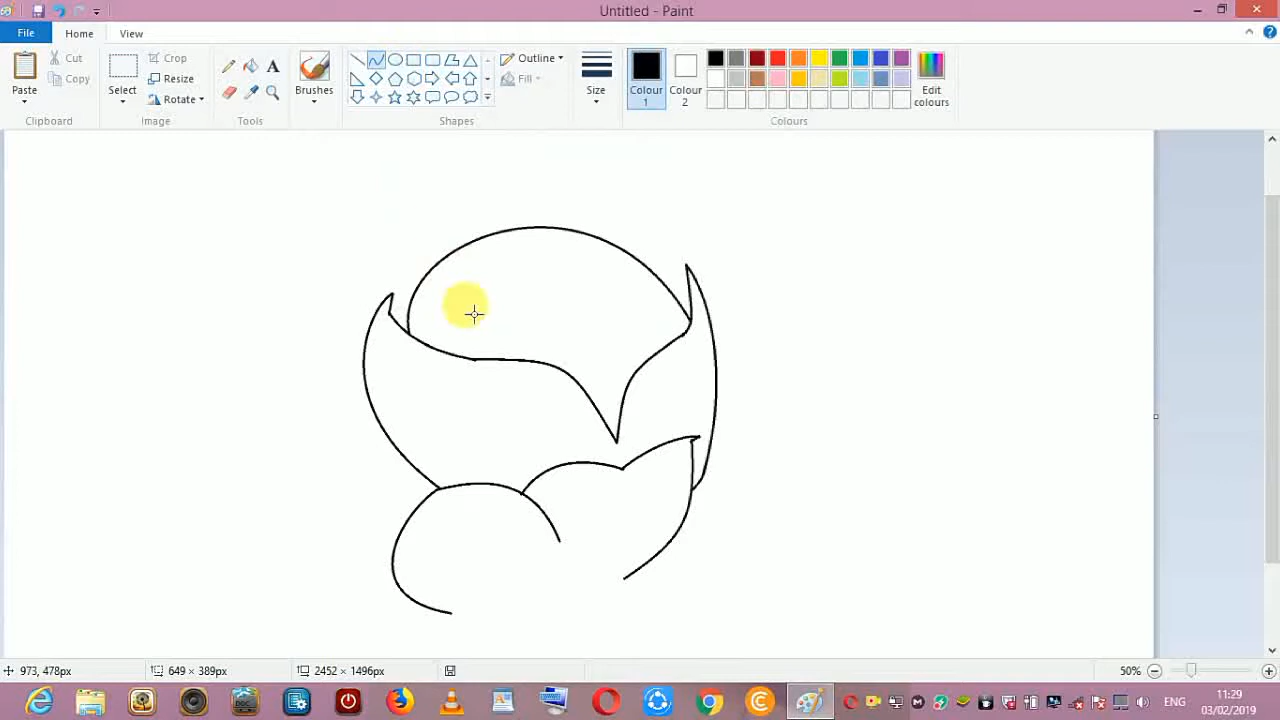 Untitled - Paint
File Home View
Paste
Cut
Copy
Clipboard
Select
Crop
Resize
Rotate
Image
A
Tools
Brushes
Outline
Fill
Shapes
Size
Colour 1
Colour 2
Edit colours
Colours
973, 478px 649 × 389px 2452 × 1496px 50%
ENG
11:29
03/02/2019